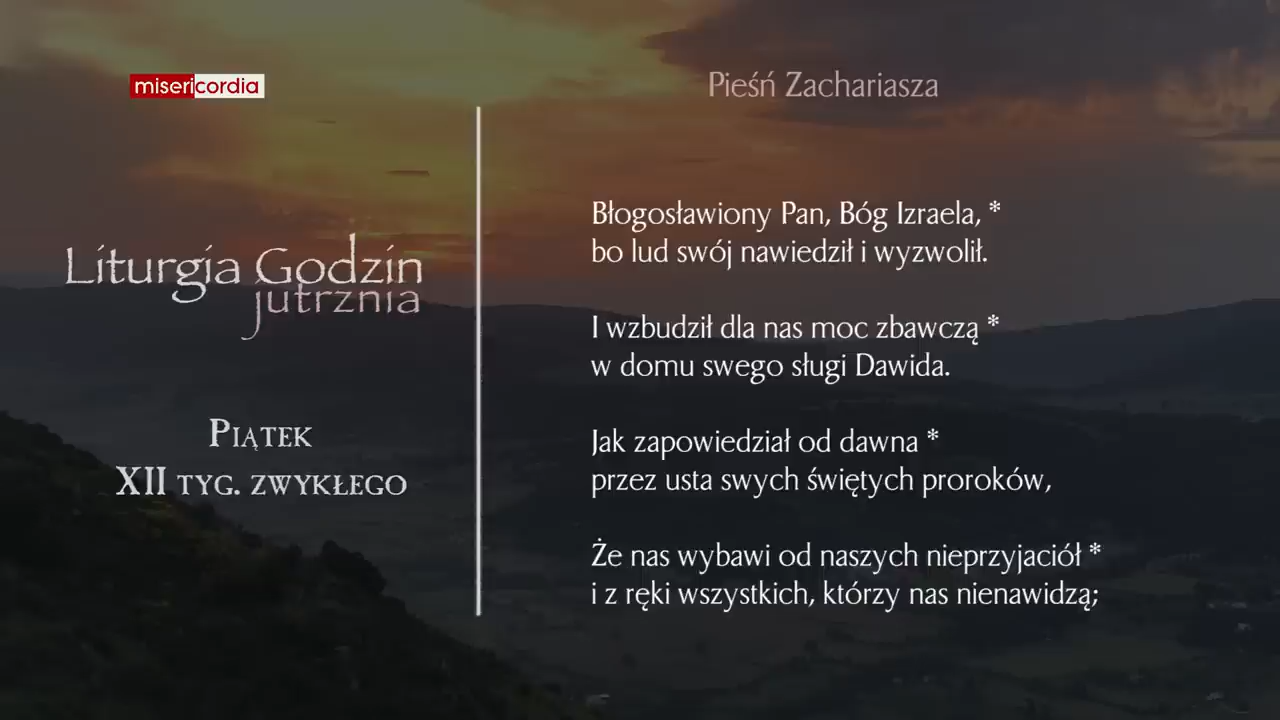 misericordia
Liturgia Godzin
jutrznia
Piątek
XII tyg. zwykłego
Pieśń Zachariasza
Błogosławiony Pan, Bóg Izraela, *
bo lud swój nawiedził i wyzwolił.
I wzbudził dla nas moc zbawczą *
w domu swego sługi Dawida.
Jak zapowiedział od dawna *
przez usta swych świętych proroków,
Że nas wybawi od naszych nieprzyjaciół *
i z ręki wszystkich, którzy nas nienawidzą;